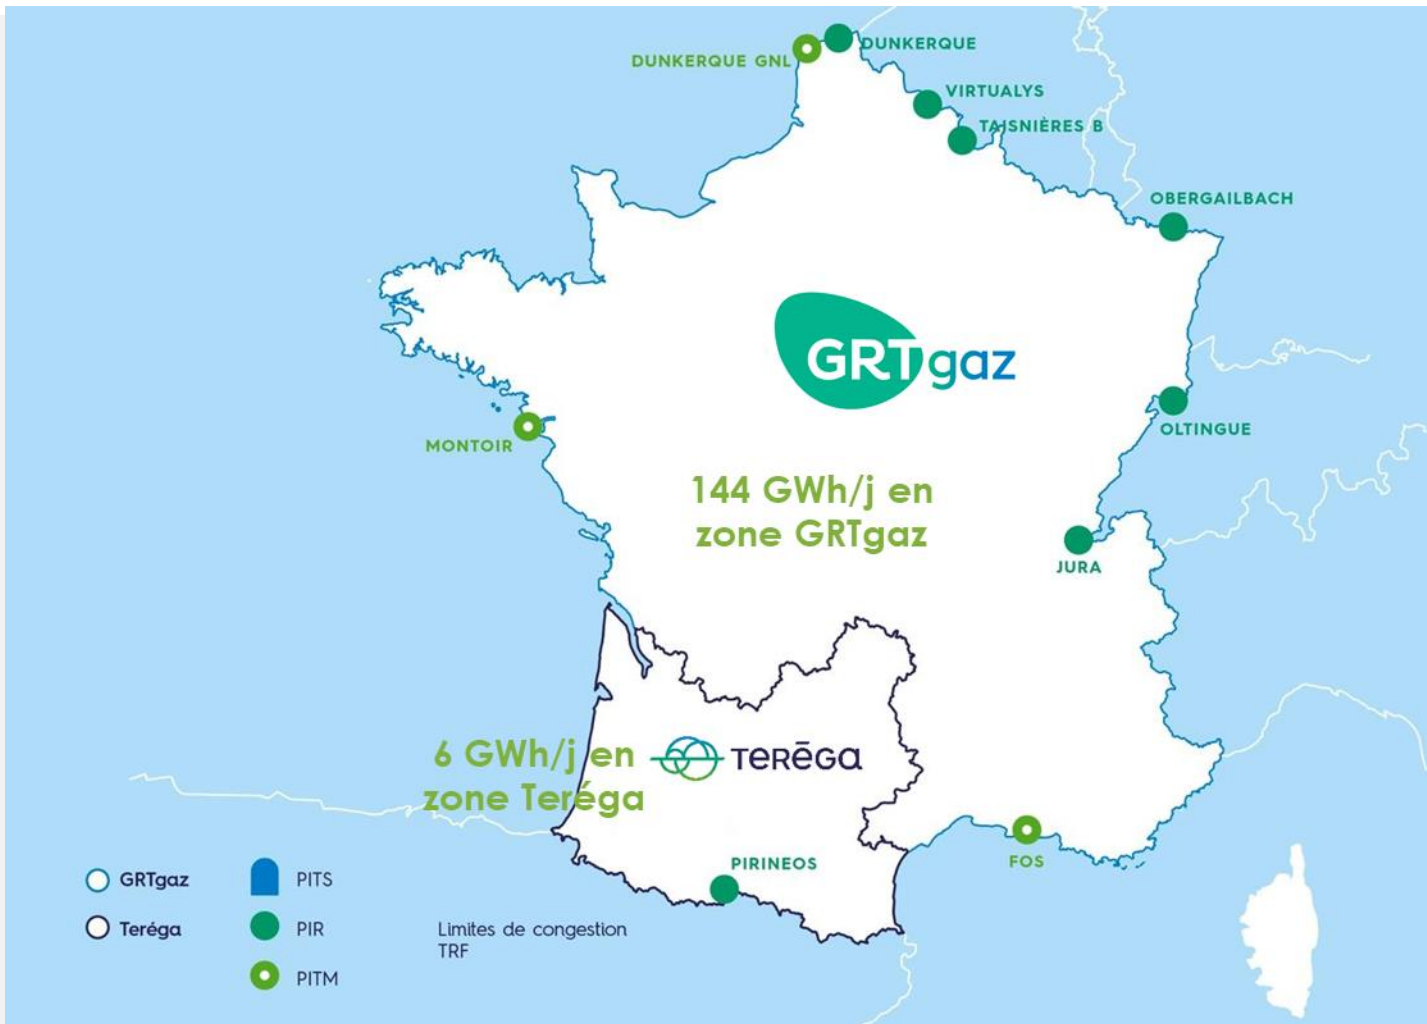 DUNKERQUE
DUNKERQUE GNL
VIRTUALYS
TAISNIÈRES B
OBERGAILBACH
GRTgaz
OLTINGUE
MONTOIR
144 GWh/j en
zone GRTgaz
JURA
6 GWh/j en
zone Teréga
TERĒGA
FOS
PIRINEOS
GRTgaz
PITS
Teréga
PIR
PITM
Limites de congestion
TRF